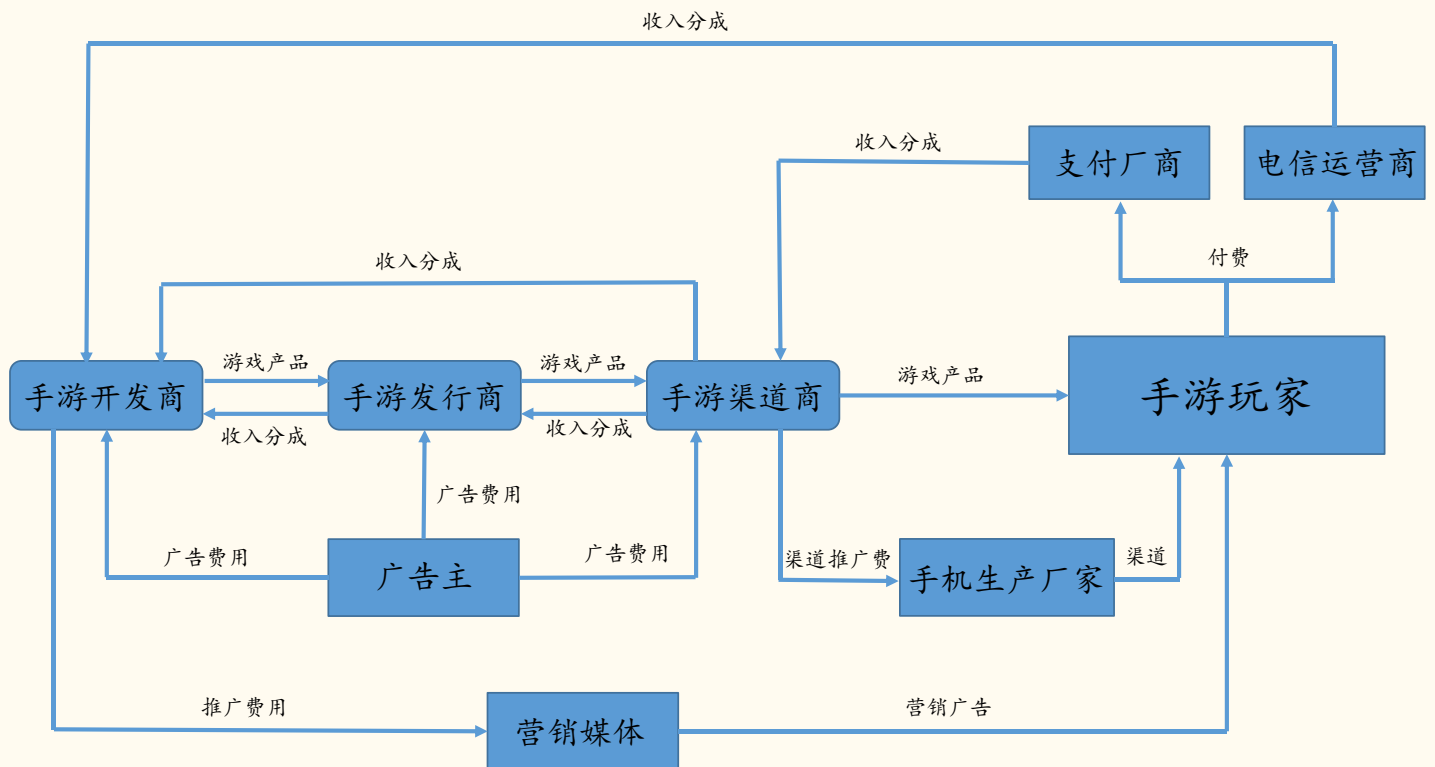 收入分成
收入分成
支付厂商
电信运营商
收入分成
付费
手游开发商
游戏产品
手游发行商
游戏产品
手游渠道商
游戏产品
手游玩家
收入分成
收入分成
广告费用
广告费用
广告主
广告费用
渠道推广费
手机生产厂家
渠道
推广费用
营销媒体
营销广告